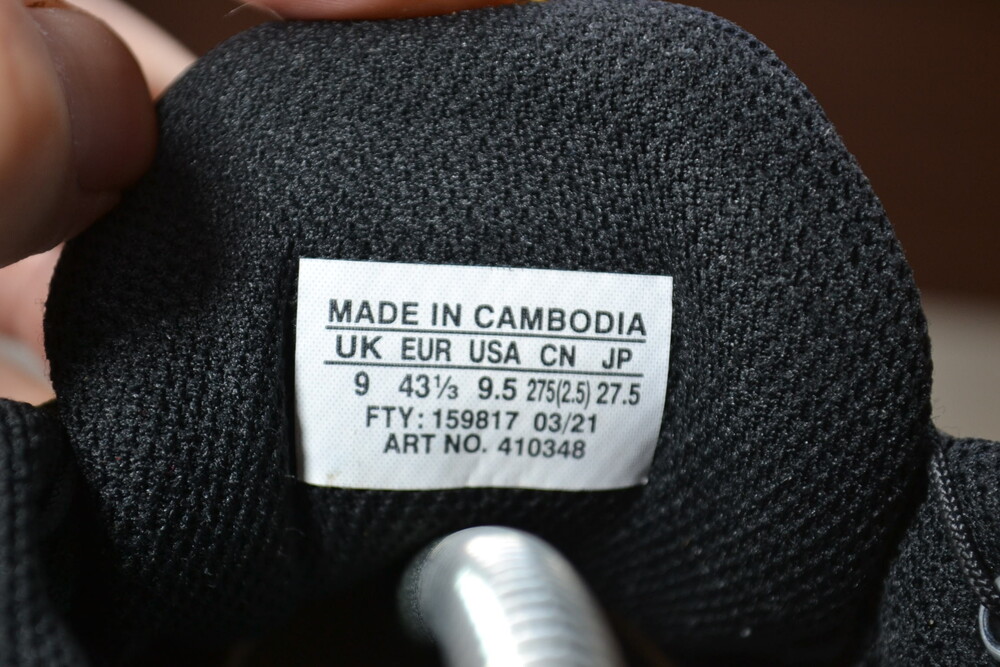 MADE IN CAMBODIA
UK EUR USA CN JP
9 43⅓ 9.5 275(2.5) 27.5
FTY: 159817 03/21
ART NO. 410348